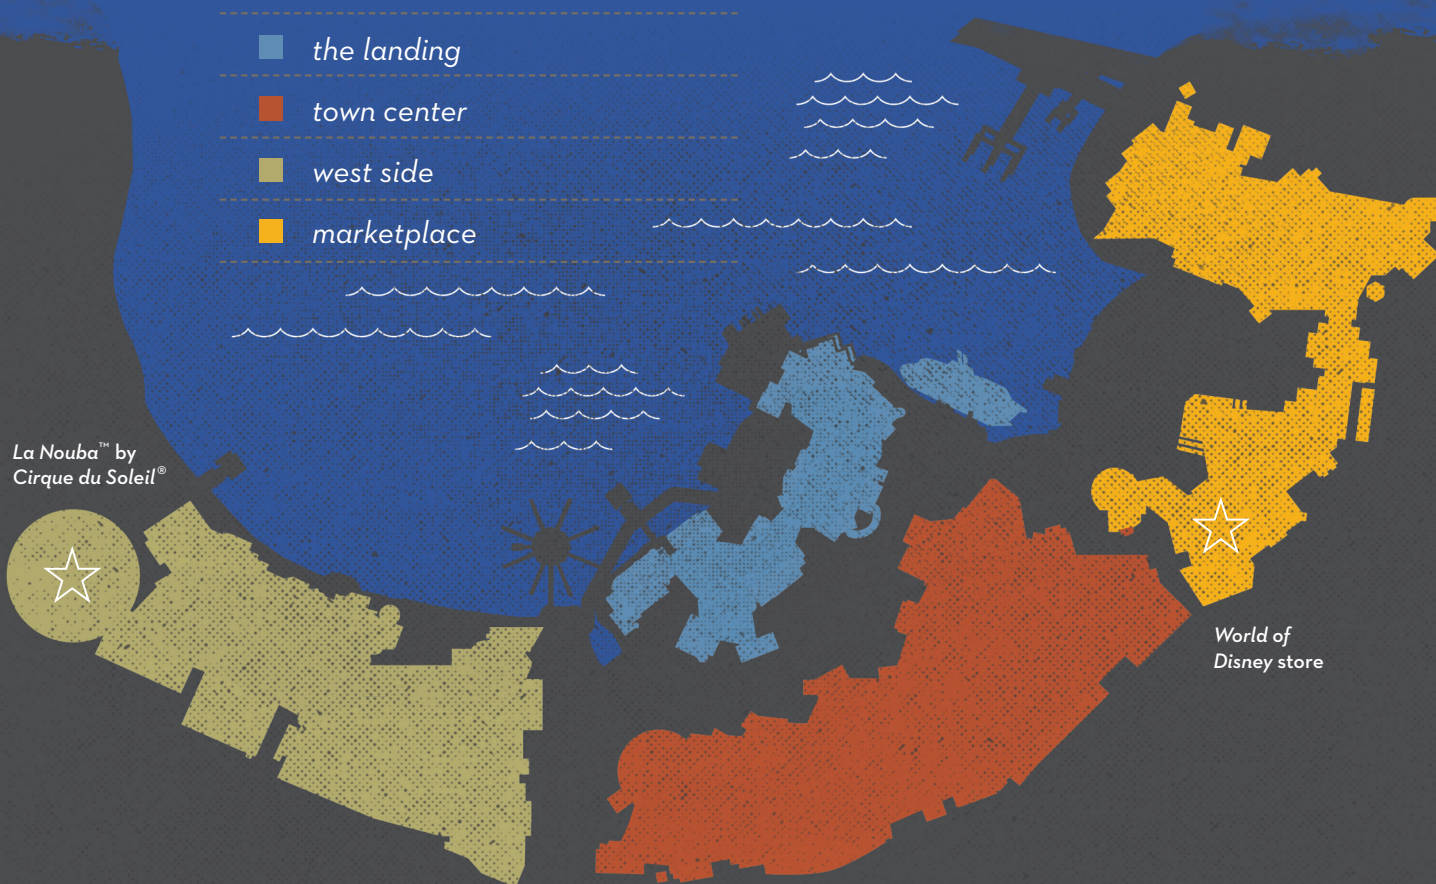 the landing
town center
west side
marketplace
La Nouba™ by
Cirque du Soleil®
World of
Disney store